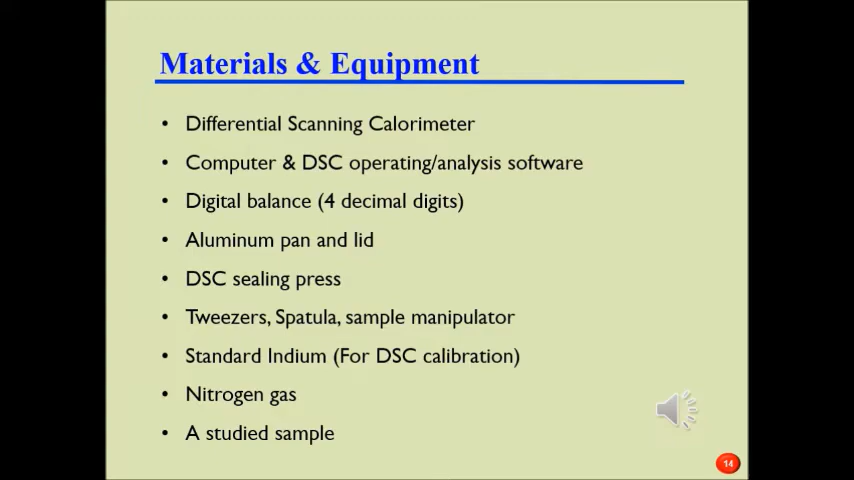 Materials & Equipment
• Differential Scanning Calorimeter
• Computer & DSC operating/analysis software
• Digital balance (4 decimal digits)
• Aluminum pan and lid
• DSC sealing press
• Tweezers, Spatula, sample manipulator
• Standard Indium (For DSC calibration)
• Nitrogen gas
• A studied sample
14